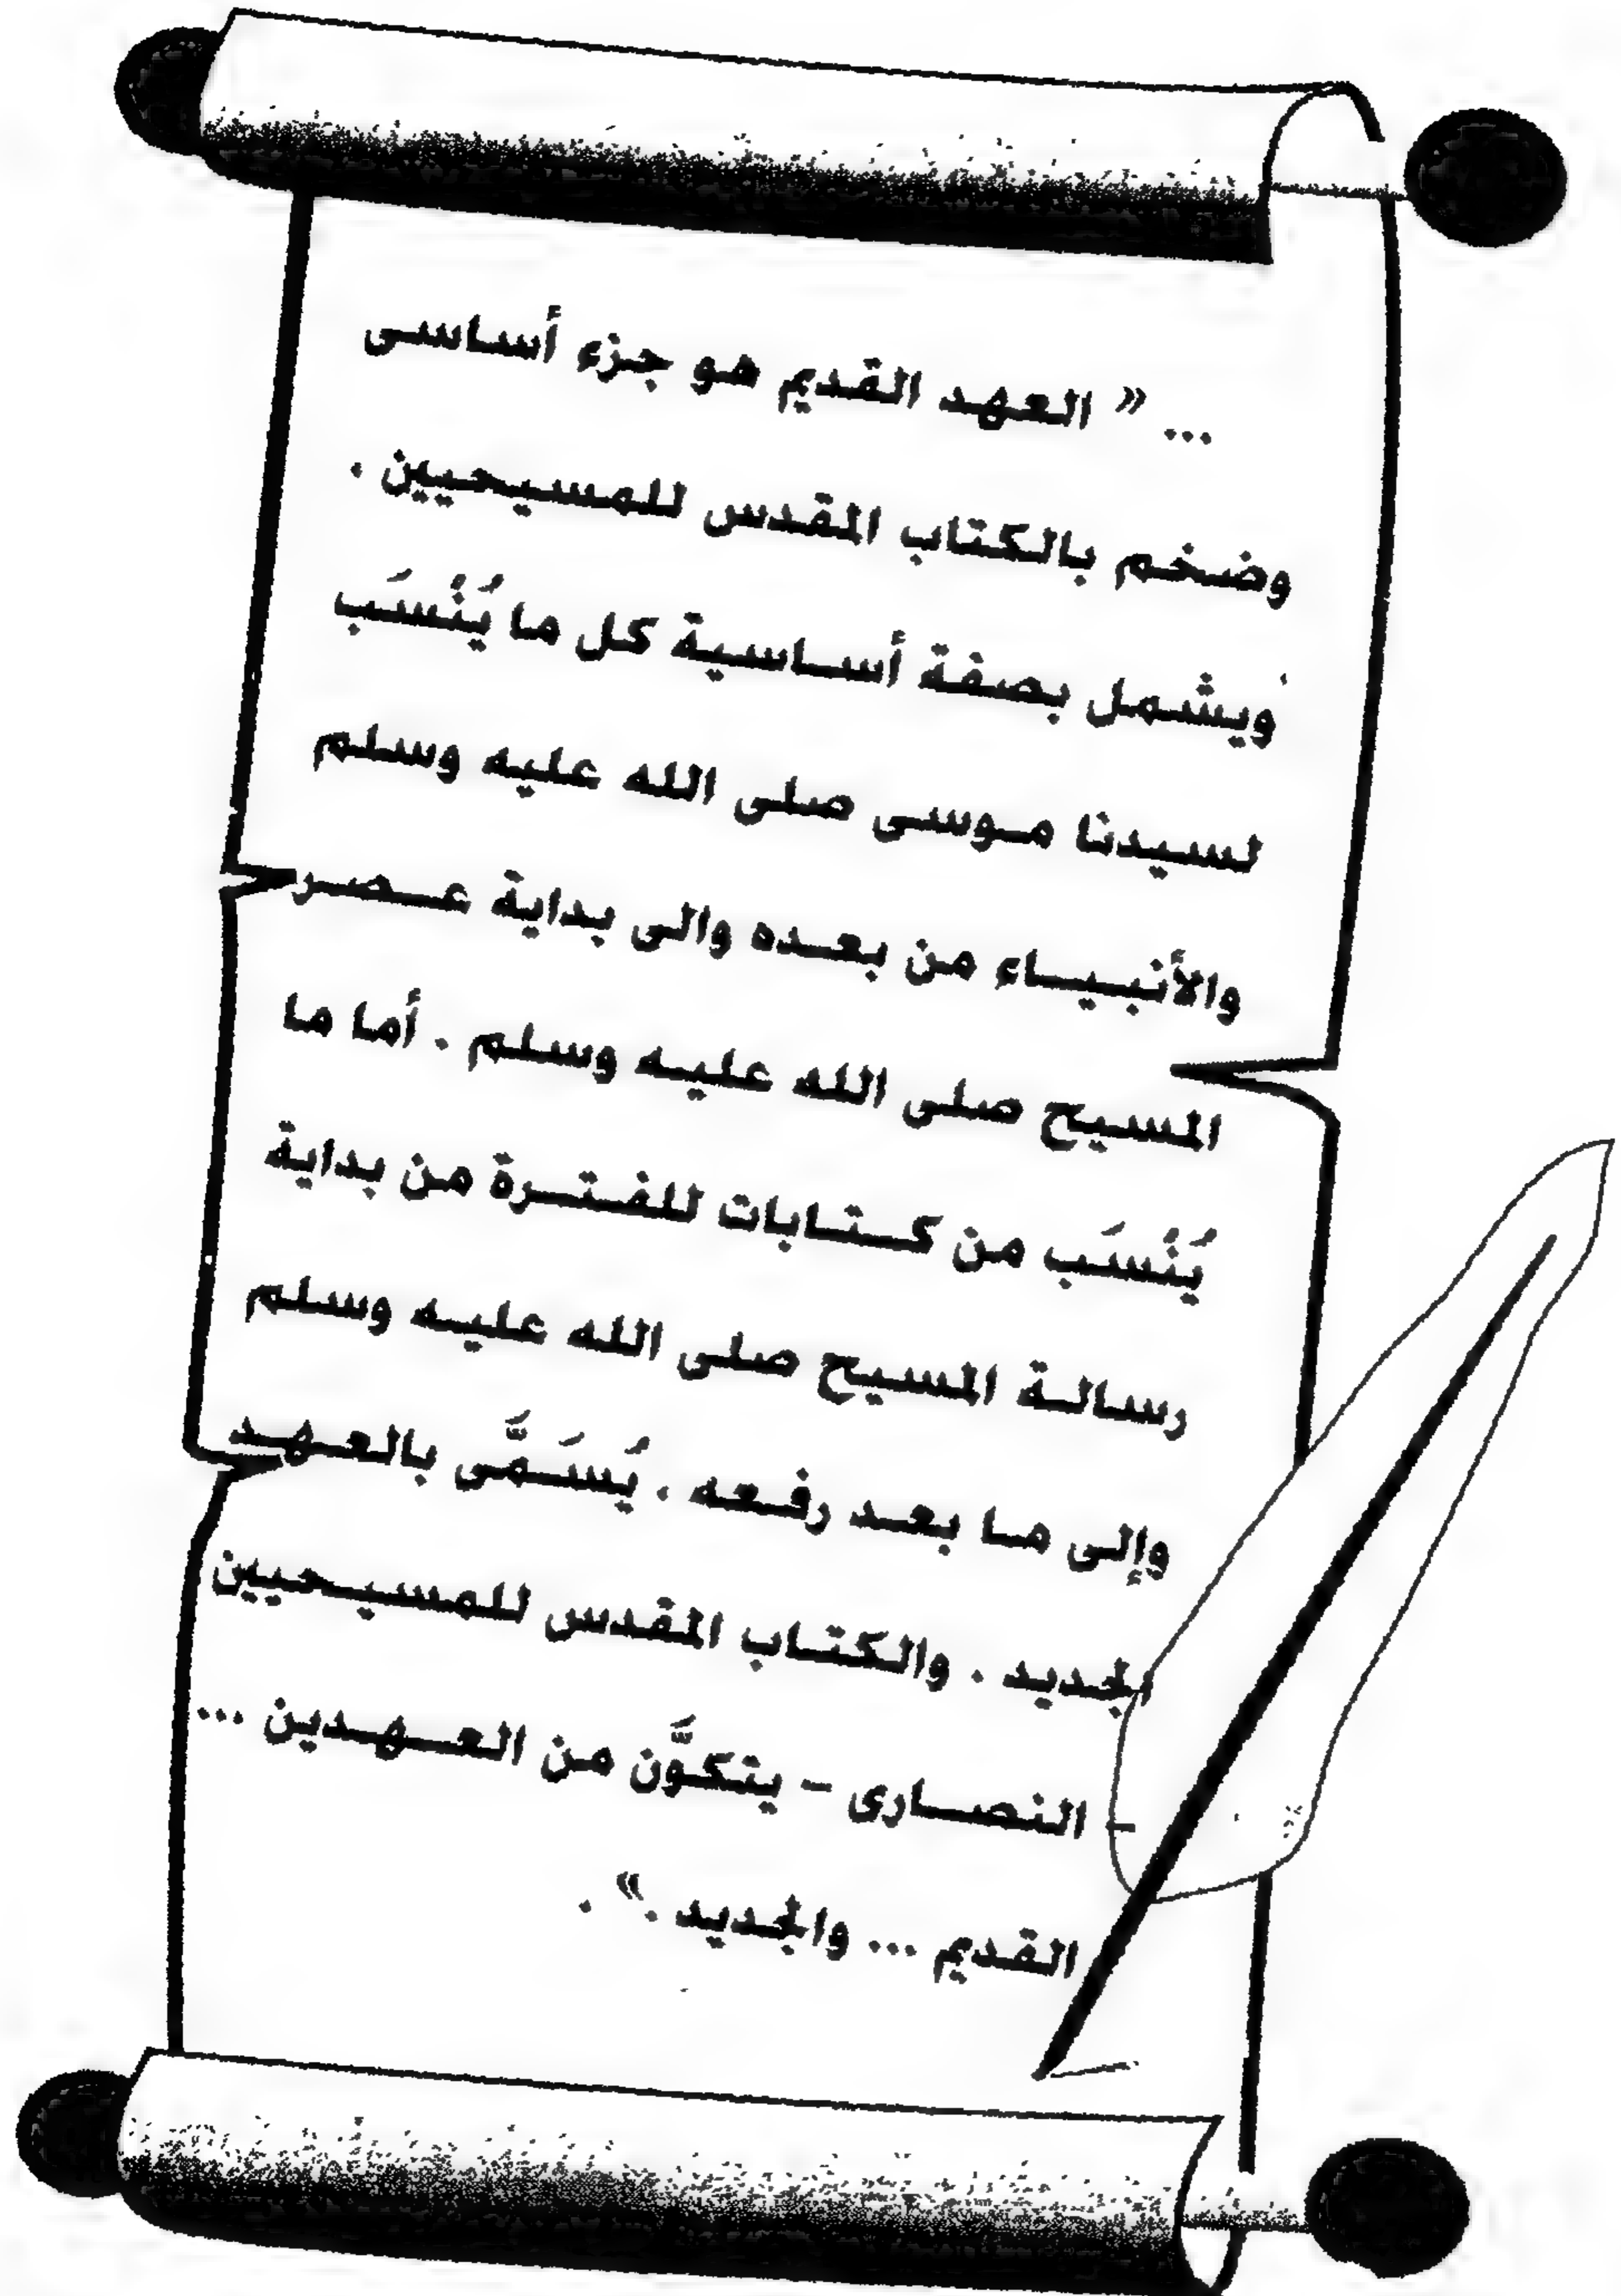 ... « العهد القديم هو جزء أساسى
وضخم بالكتاب المقدس للمسيحيين .
ويشمل بصفة أساسية كل ما يُنْسَب
لسيدنا موسى صلى الله عليه وسلم
والأنبياء من بعده والى بداية عصر
المسيح صلى الله عليه وسلم . أما ما
يُنْسَب من كتابات للفترة من بداية
رسالة المسيح صلى الله عليه وسلم
وإلى ما بعد رفعه . يُسَمَّى بالعهد
الجديد . والكتاب المقدس للمسيحيين
- النصارى - يتكوَّن من العهدين ...
القديم ... والجديد .» .